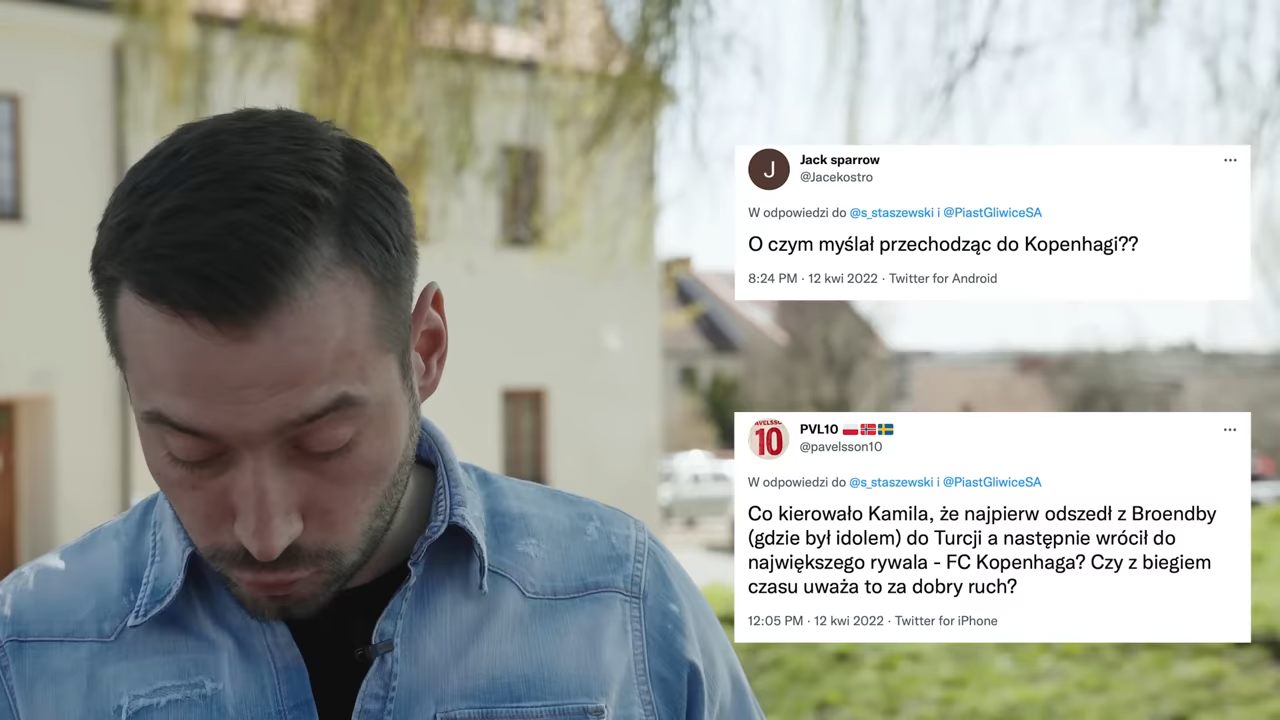 J
Jack sparrow
@Jacekostro
W odpowiedzi do @s_staszewski i @PiastGliwiceSA
O czym myślał przechodząc do Kopenhagi??
8:24 PM · 12 kwi 2022 · Twitter for Android
PAVELSSON
10
PVL10
@pavelsson10
W odpowiedzi do @s_staszewski i @PiastGliwiceSA
Co kierowało Kamila, że najpierw odszedł z Broendby
(gdzie był idolem) do Turcji a następnie wrócił do
największego rywala - FC Kopenhaga? Czy z biegiem
czasu uważa to za dobry ruch?
12:05 PM · 12 kwi 2022 · Twitter for iPhone